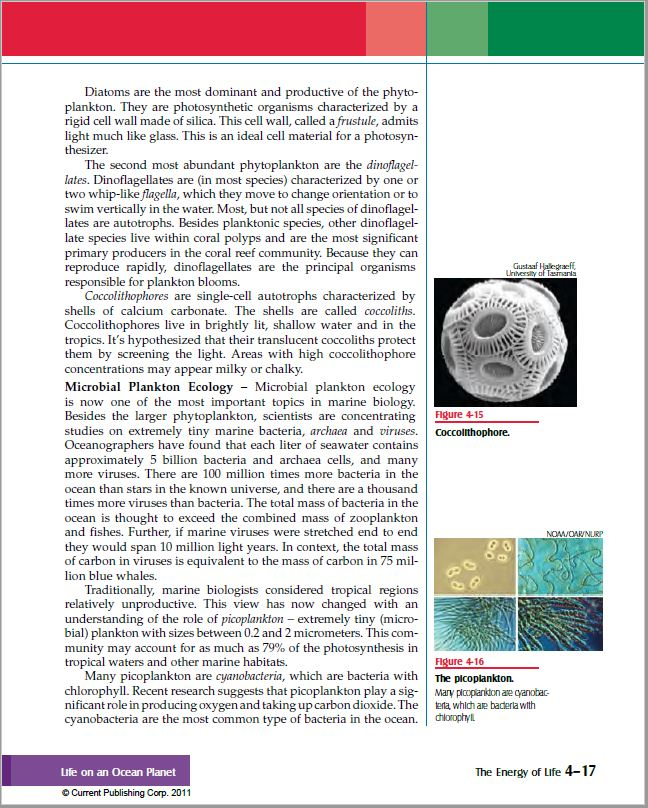 Diatoms are the most dominant and productive of the phyto-
plankton. They are photosynthetic organisms characterized by a
rigid cell wall made of silica. This cell wall, called a frustule, admits
light much like glass. This is an ideal cell material for a photosyn-
thesizer.
The second most abundant phytoplankton are the dinoflagel-
lates. Dinoflagellates are (in most species) characterized by one or
two whip-like flagella, which they move to change orientation or to
swim vertically in the water. Most, but not all species of dinoflagel-
lates are autotrophs. Besides planktonic species, other dinoflagel-
late species live within coral polyps and are the most significant
primary producers in the coral reef community. Because they can
reproduce rapidly, dinoflagellates are the principal organisms
responsible for plankton blooms.
Coccolithophores are single-cell autotrophs characterized by
shells of calcium carbonate. The shells are called coccoliths.
Coccolithophores live in brightly lit, shallow water and in the
tropics. It's hypothesized that their translucent coccoliths protect
them by screening the light. Areas with high coccolithophore
concentrations may appear milky or chalky.
Microbial Plankton Ecology – Microbial plankton ecology
is now one of the most important topics in marine biology.
Besides the larger phytoplankton, scientists are concentrating
studies on extremely tiny marine bacteria, archaea and viruses.
Oceanographers have found that each liter of seawater contains
approximately 5 billion bacteria and archaea cells, and many
more viruses. There are 100 million times more bacteria in the
ocean than stars in the known universe, and there are a thousand
times more viruses than bacteria. The total mass of bacteria in the
ocean is thought to exceed the combined mass of zooplankton
and fishes. Further, if marine viruses were stretched end to end
they would span 10 million light years. In context, the total mass
of carbon in viruses is equivalent to the mass of carbon in 75 mil-
lion blue whales.
Traditionally, marine biologists considered tropical regions
relatively unproductive. This view has now changed with an
understanding of the role of picoplankton – extremely tiny (micro-
bial) plankton with sizes between 0.2 and 2 micrometers. This com-
munity may account for as much as 79% of the photosynthesis in
tropical waters and other marine habitats.
Many picoplankton are cyanobacteria, which are bacteria with
chlorophyll. Recent research suggests that picoplankton play a sig-
nificant role in producing oxygen and taking up carbon dioxide. The
cyanobacteria are the most common type of bacteria in the ocean.
Gustaaf Hallegraeff,
University of Tasmania
Figure 4-15
Coccolithophore.
NOAA/OAR/NURP
Figure 4-16
The picoplankton.
Many picoplankton are cyanobac-
teria, which are bacteria with
chlorophyll.
Life on an Ocean Planet
The Energy of Life 4–17
© Current Publishing Corp. 2011